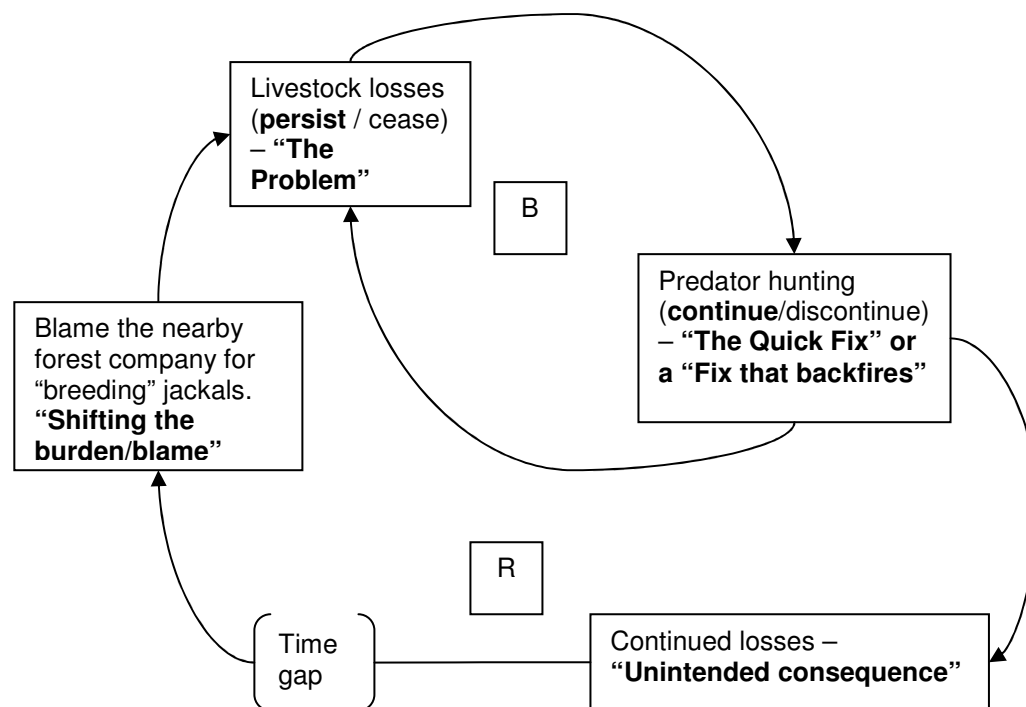 Livestock losses
(persist / cease)
– “The
Problem”
B
Predator hunting
(continue/discontinue)
– “The Quick Fix” or
a “Fix that backfires”
Blame the nearby
forest company for
“breeding” jackals.
“Shifting the
burden/blame”
R
Time
gap
Continued losses –
“Unintended consequence”